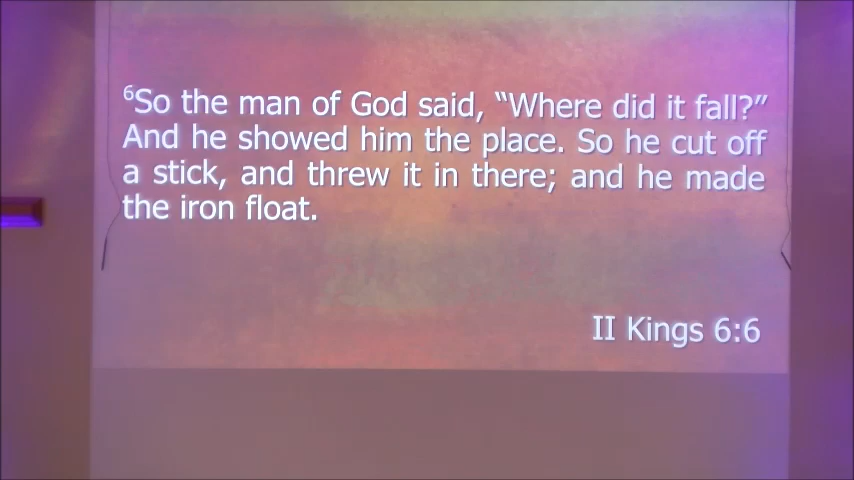 ⁶So the man of God said, “Where did it fall?”
And he showed him the place. So he cut off
a stick, and threw it in there; and he made
the iron float.
II Kings 6:6